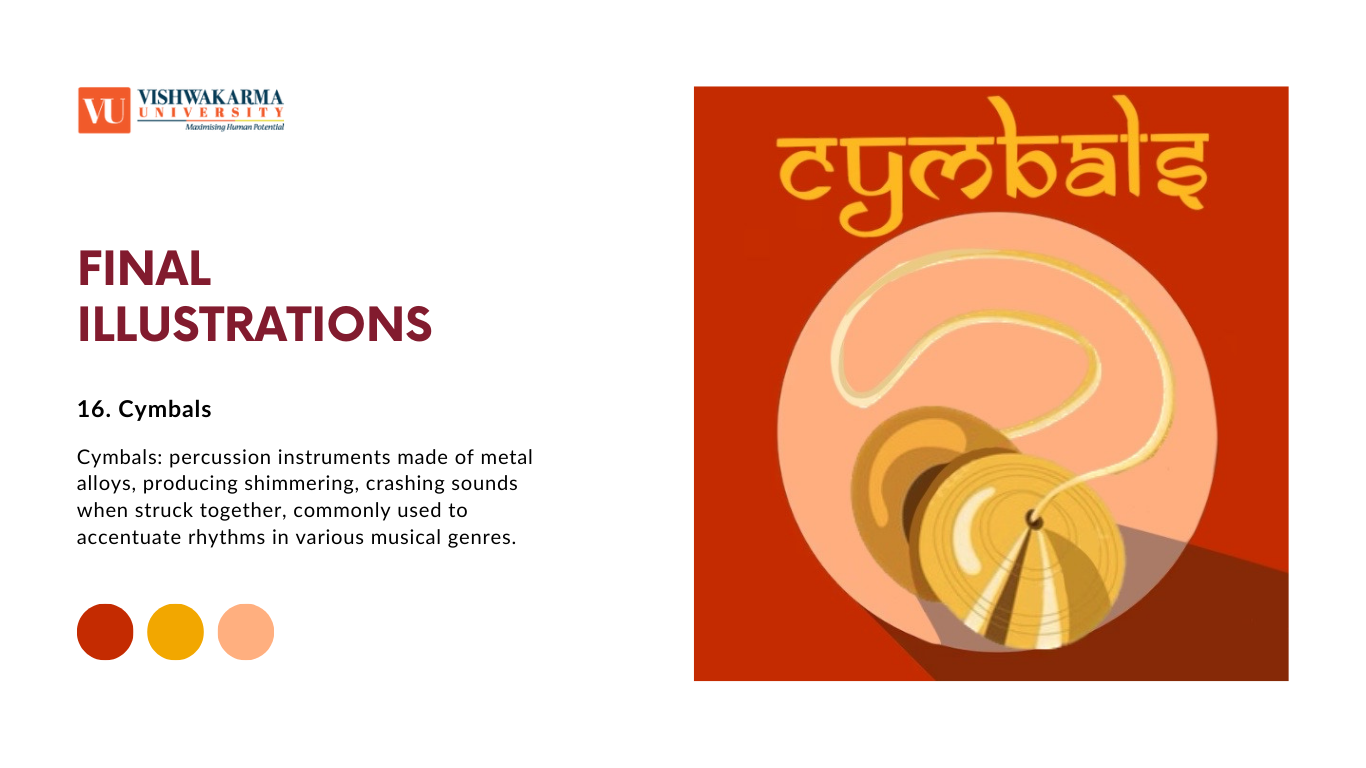 VU
VISHWAKARMA
UNIVERSITY
Maximising Human Potential
FINAL
ILLUSTRATIONS
16. Cymbals
Cymbals: percussion instruments made of metal
alloys, producing shimmering, crashing sounds
when struck together, commonly used to
accentuate rhythms in various musical genres.
cymbals